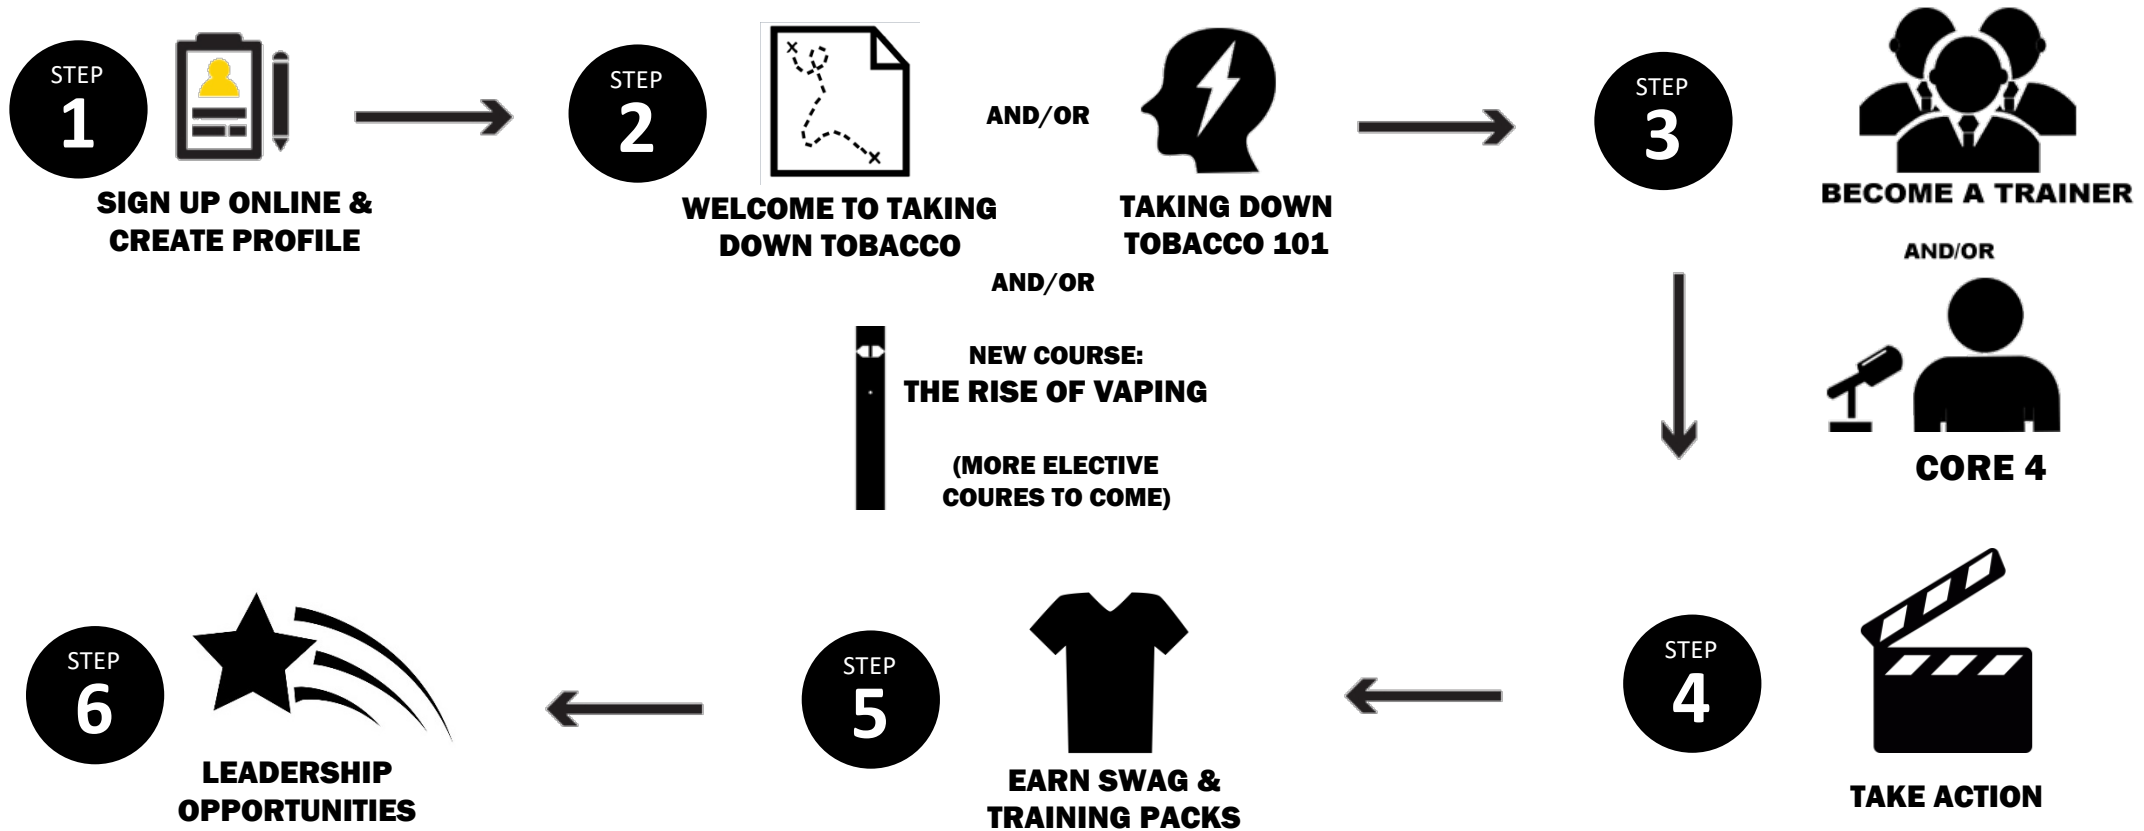 STEP
1
SIGN UP ONLINE &
CREATE PROFILE
STEP
2
WELCOME TO TAKING
DOWN TOBACCO
AND/OR
TAKING DOWN
TOBACCO 101
AND/OR
NEW COURSE:
THE RISE OF VAPING
(MORE ELECTIVE
COURES TO COME)
STEP
3
BECOME A TRAINER
AND/OR
CORE 4
STEP
4
TAKE ACTION
STEP
5
EARN SWAG &
TRAINING PACKS
STEP
6
LEADERSHIP
OPPORTUNITIES